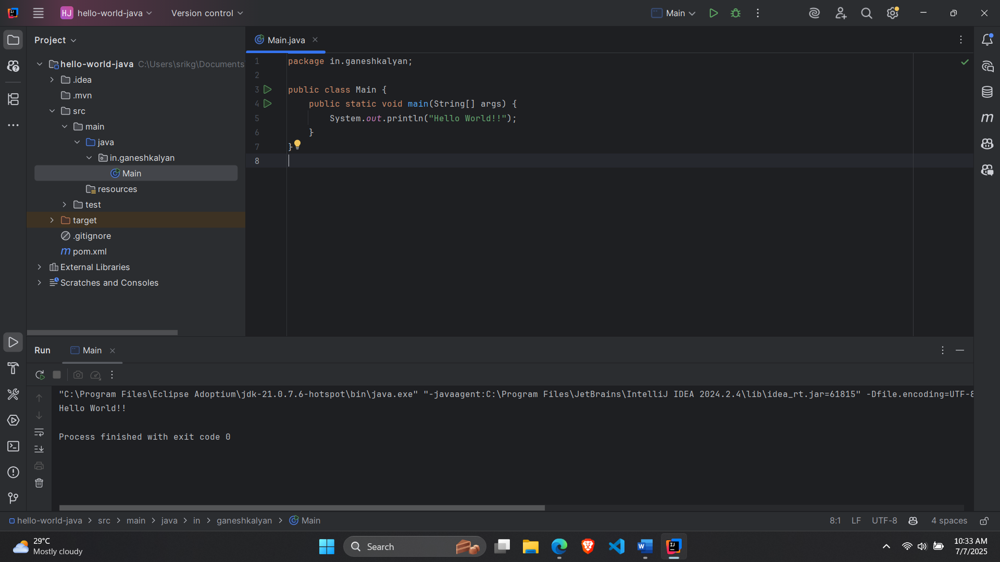 HJ hello-world-java Version control Main
Project
hello-world-java C:\Users\srikg\Documents
.idea
.mvn
src
main
java
in.ganeshkalyan
Main
resources
test
target
.gitignore
pom.xml
External Libraries
Scratches and Consoles
Main.java
1 package in.ganeshkalyan;
2
3 public class Main {
4 public static void main(String[] args) {
5 System.out.println("Hello World!!");
6 }
7 }
8
Run Main
"C:\Program Files\Eclipse Adoptium\jdk-21.0.7.6-hotspot\bin\java.exe" "-javaagent:C:\Program Files\JetBrains\IntelliJ IDEA 2024.2.4\lib\idea_rt.jar=61815" -Dfile.encoding=UTF-8
Hello World!!
Process finished with exit code 0
hello-world-java > src > main > java > in > ganeshkalyan > Main 8:1 LF UTF-8 4 spaces
29°C
Mostly cloudy
Search
10:33 AM
7/7/2025